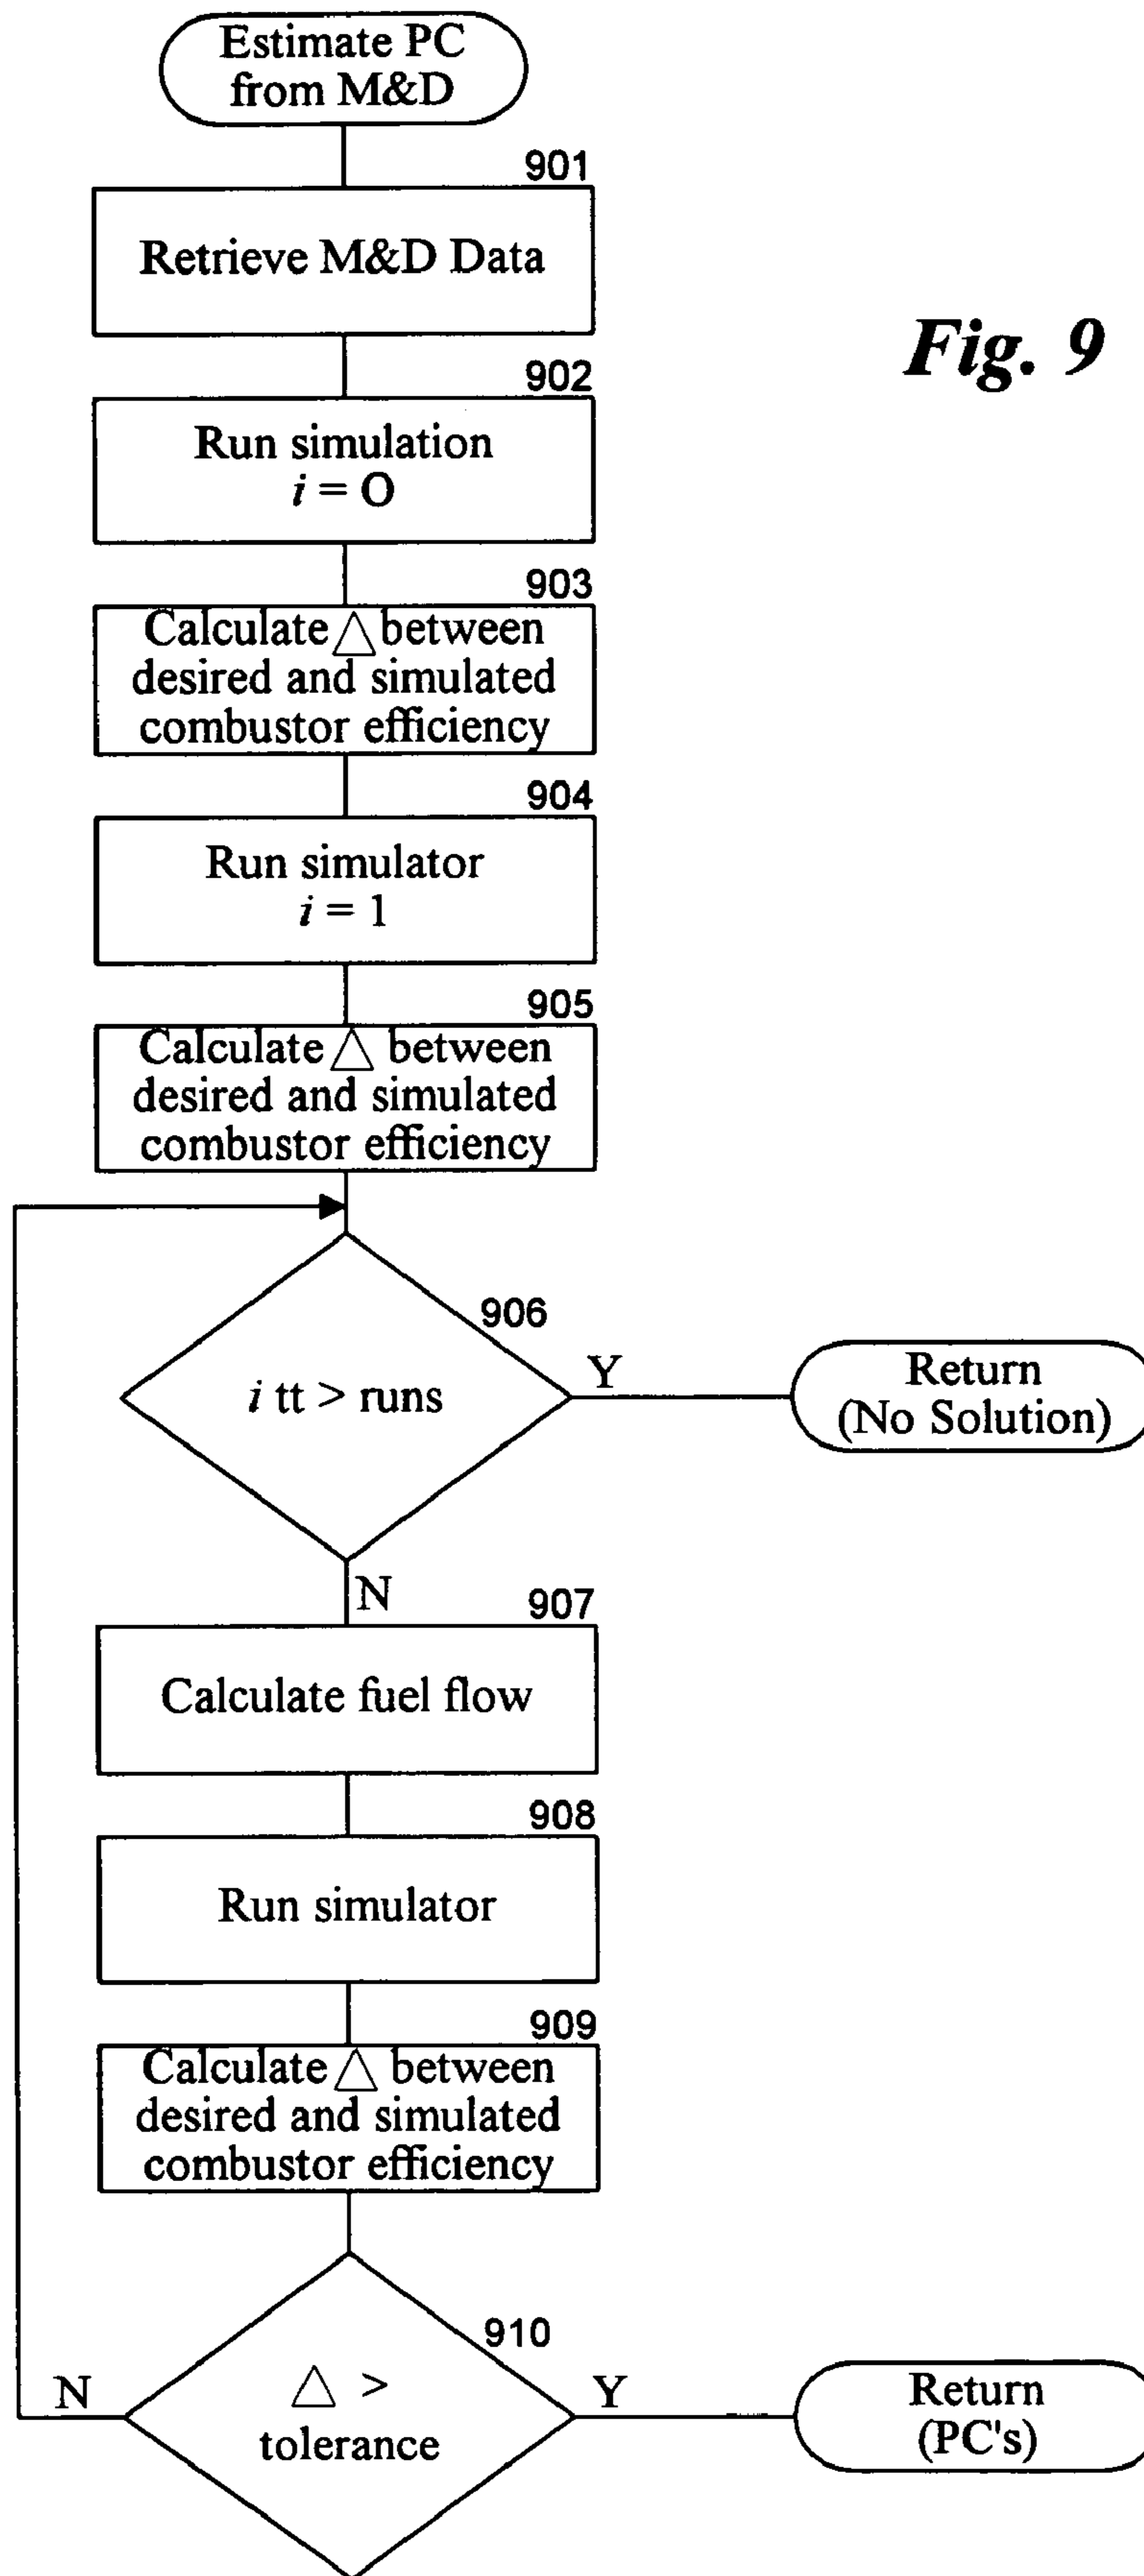 Estimate PC
from M&D
901
Retrieve M&D Data
Fig. 9
902
Run simulation
i = O
903
Calculate △ between
desired and simulated
combustor efficiency
904
Run simulator
i = 1
905
Calculate △ between
desired and simulated
combustor efficiency
906
i tt > runs
Y
Return
(No Solution)
N
907
Calculate fuel flow
908
Run simulator
909
Calculate △ between
desired and simulated
combustor efficiency
910
△ >
tolerance
N
Y
Return
(PC's)